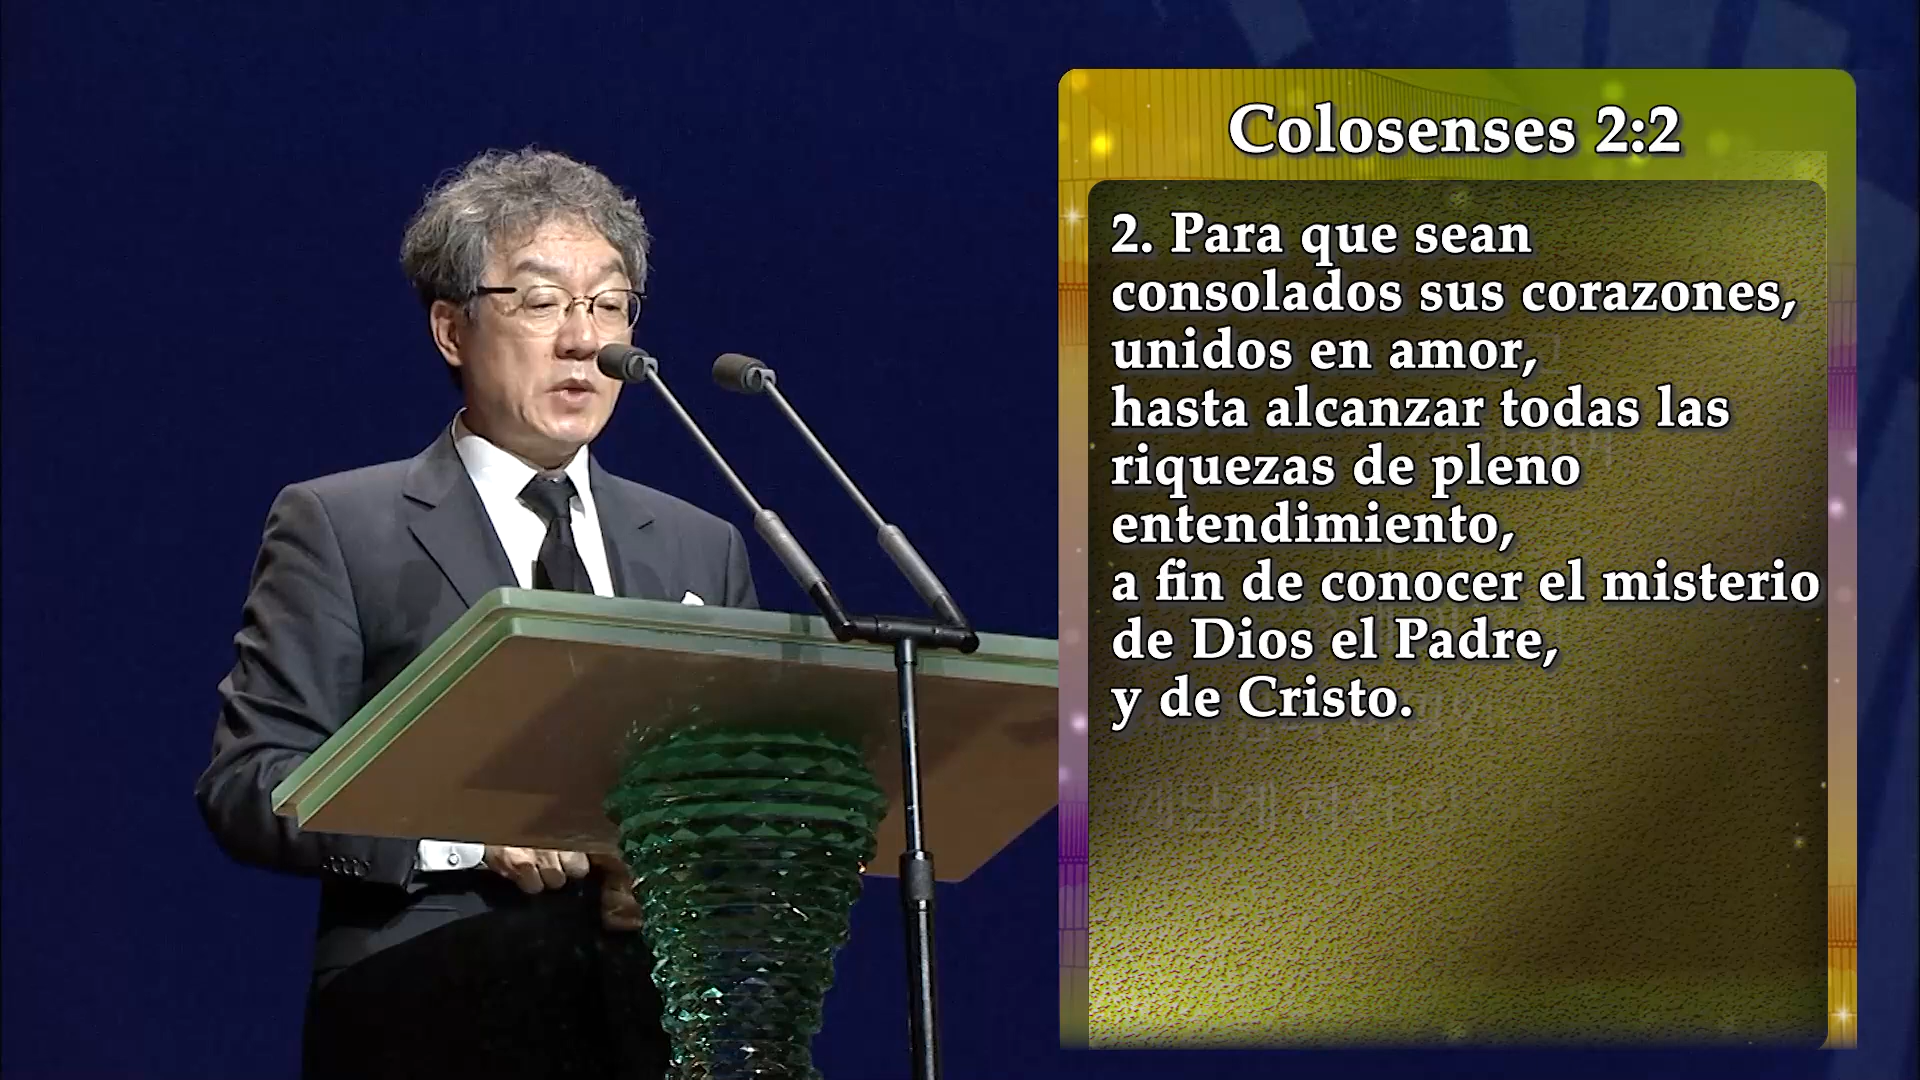 Colosenses 2:2
2. Para que sean
consolados sus corazones,
unidos en amor,
hasta alcanzar todas las
riquezas de pleno
entendimiento,
a fin de conocer el misterio
de Dios el Padre,
y de Cristo.